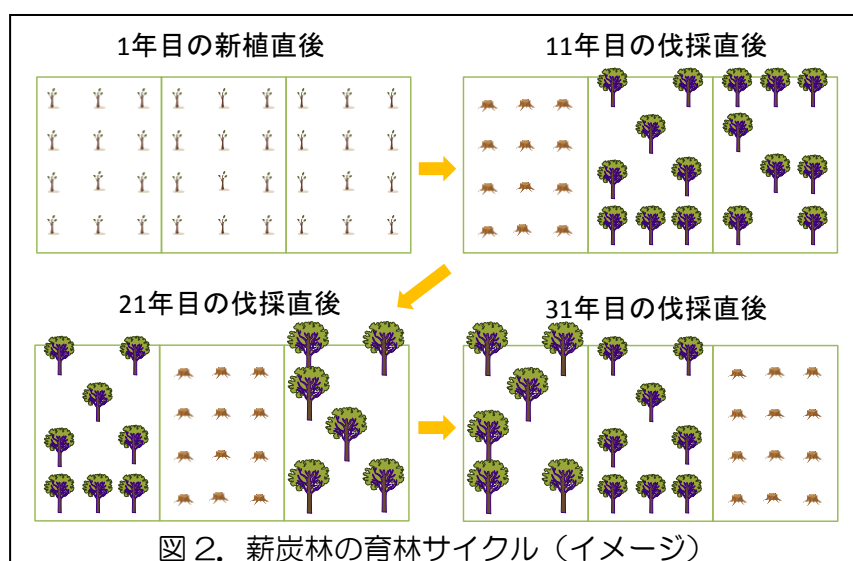 1年目の新植直後
11年目の伐採直後
21年目の伐採直後
31年目の伐採直後
図2．薪炭林の育林サイクル（イメージ）